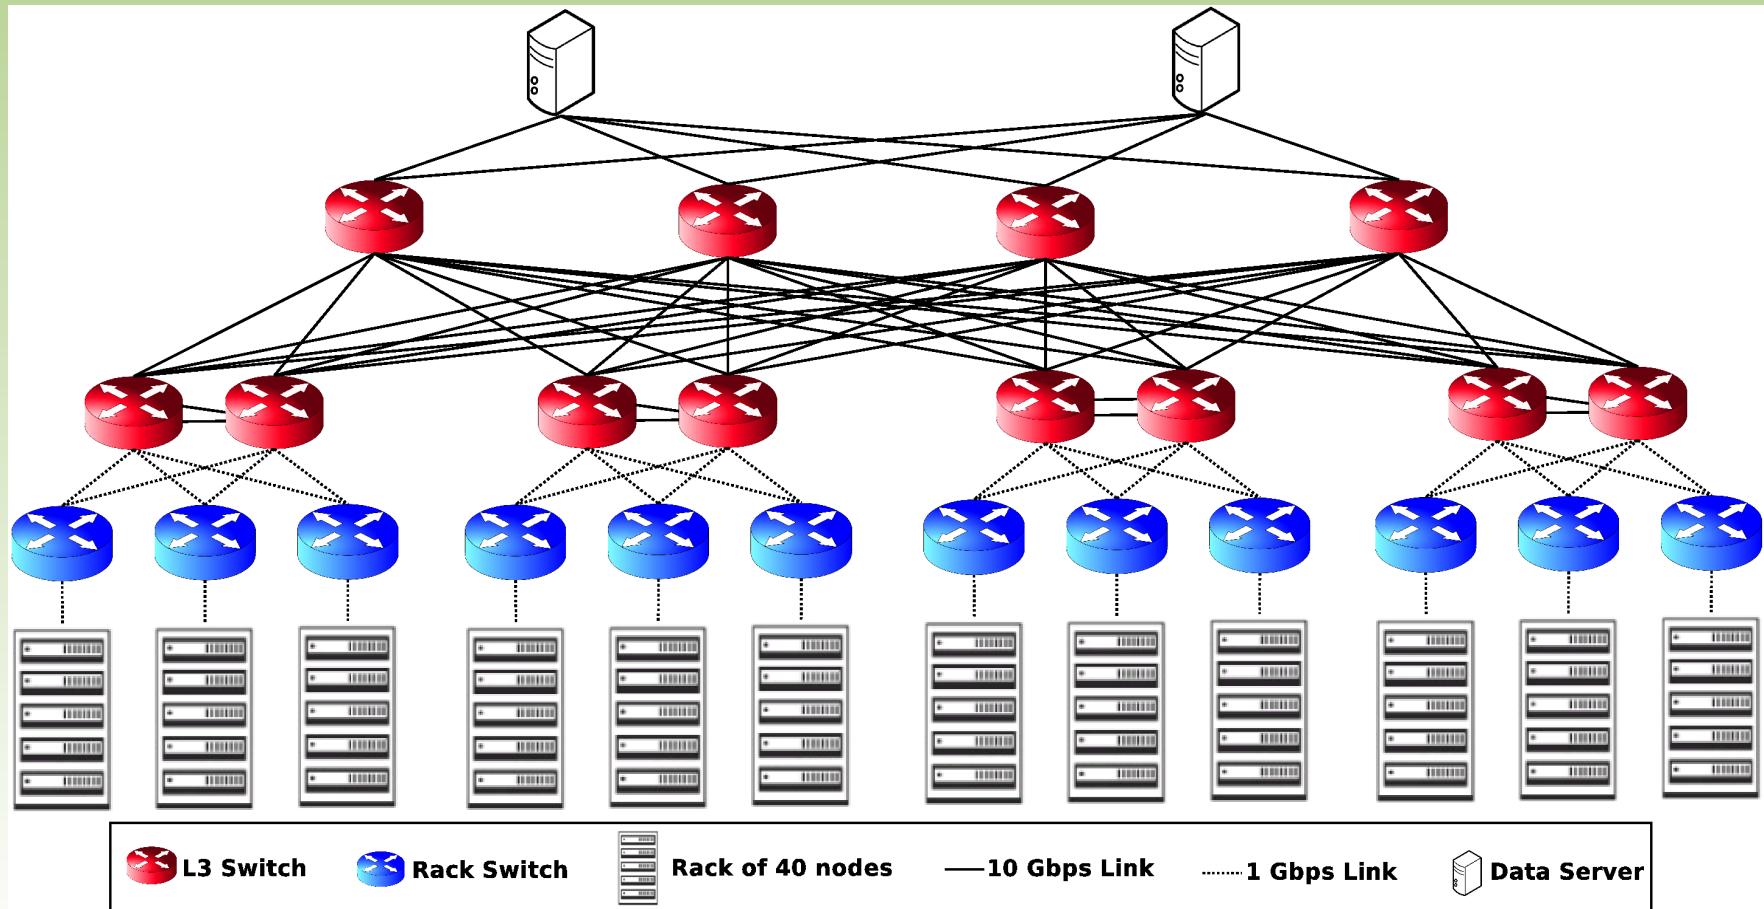 L3 Switch
Rack Switch
Rack of 40 nodes
10 Gbps Link
1 Gbps Link
Data Server